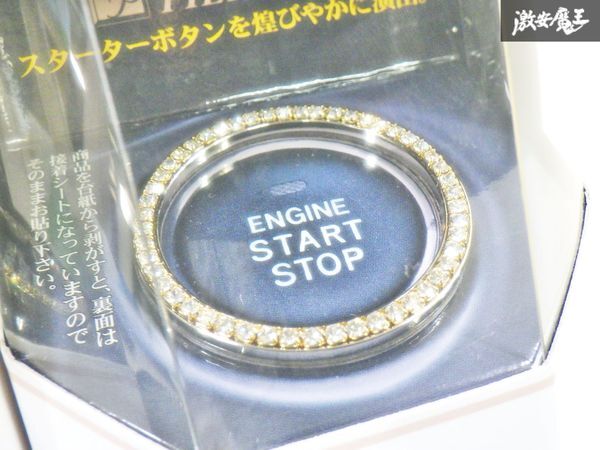 激安魔王
スターターボタンを煌びやかに演出。
ENGINE
START
STOP
商品を台紙から剥がすと、裏面は
接着シートになっていますので
そのままお貼り下さい。